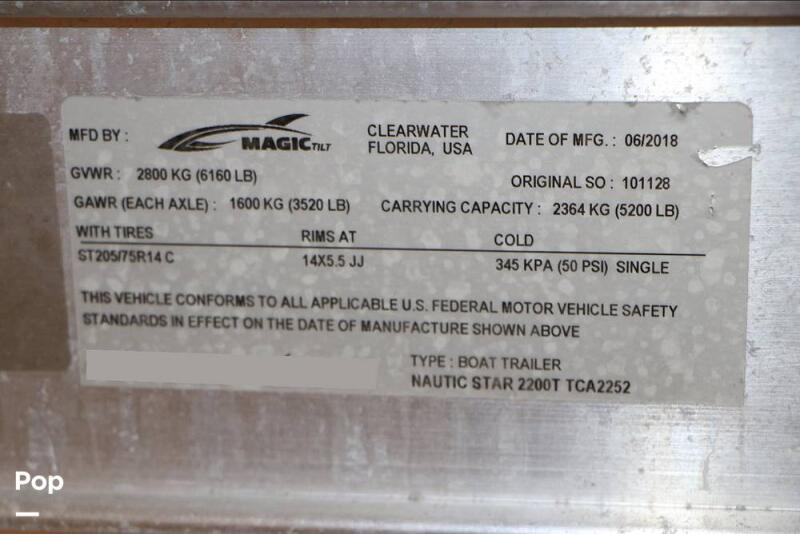 MFD BY : MAGIC TILT CLEARWATER FLORIDA, USA DATE OF MFG. : 06/2018
GVWR : 2800 KG (6160 LB) ORIGINAL SO : 101128
GAWR (EACH AXLE) : 1600 KG (3520 LB) CARRYING CAPACITY : 2364 KG (5200 LB)
WITH TIRES RIMS AT COLD
ST205/75R14 C 14X5.5 JJ 345 KPA (50 PSI) SINGLE
THIS VEHICLE CONFORMS TO ALL APPLICABLE U.S. FEDERAL MOTOR VEHICLE SAFETY
STANDARDS IN EFFECT ON THE DATE OF MANUFACTURE SHOWN ABOVE
TYPE : BOAT TRAILER
NAUTIC STAR 2200T TCA2252
Pop